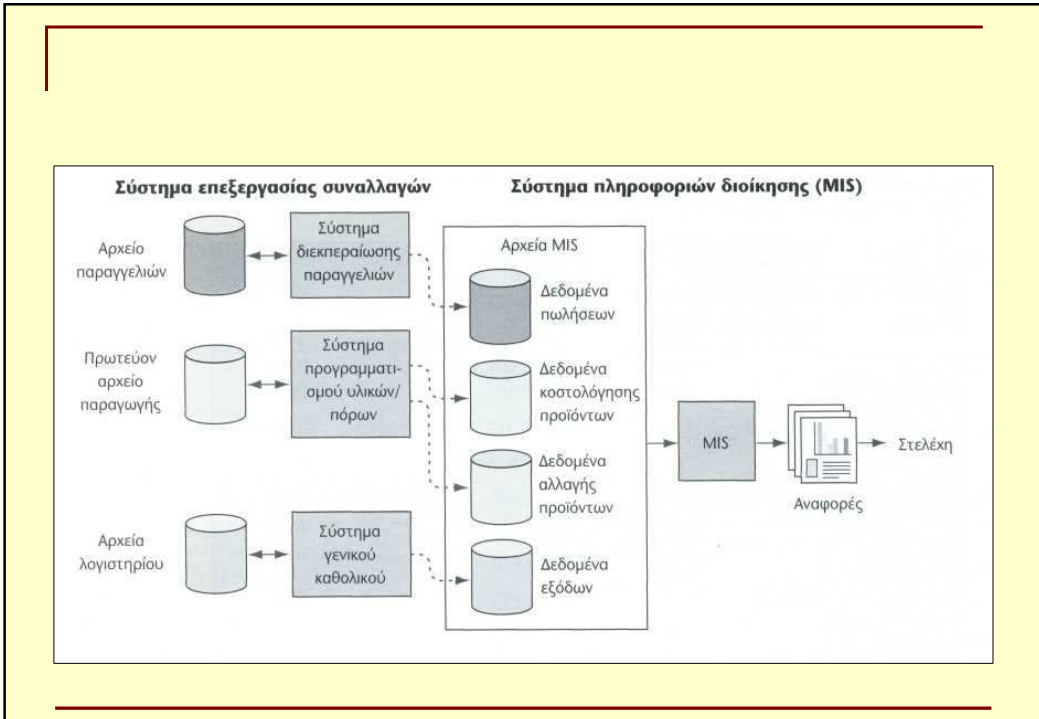 Σύστημα επεξεργασίας συναλλαγών
Σύστημα πληροφοριών διοίκησης (MIS)
Αρχείο
παραγγελιών
Σύστημα
διεκπεραίωσης
παραγγελιών
Πρωτεύον
αρχείο
παραγωγής
Σύστημα
προγραμματι-
σμού υλικών/
πόρων
Αρχεία
λογιστηρίου
Σύστημα
γενικού
καθολικού
Αρχεία MIS
Δεδομένα
πωλήσεων
Δεδομένα
κοστολόγησης
προϊόντων
Δεδομένα
αλλαγής
προϊόντων
Δεδομένα
εξόδων
MIS
Αναφορές
Στελέχη